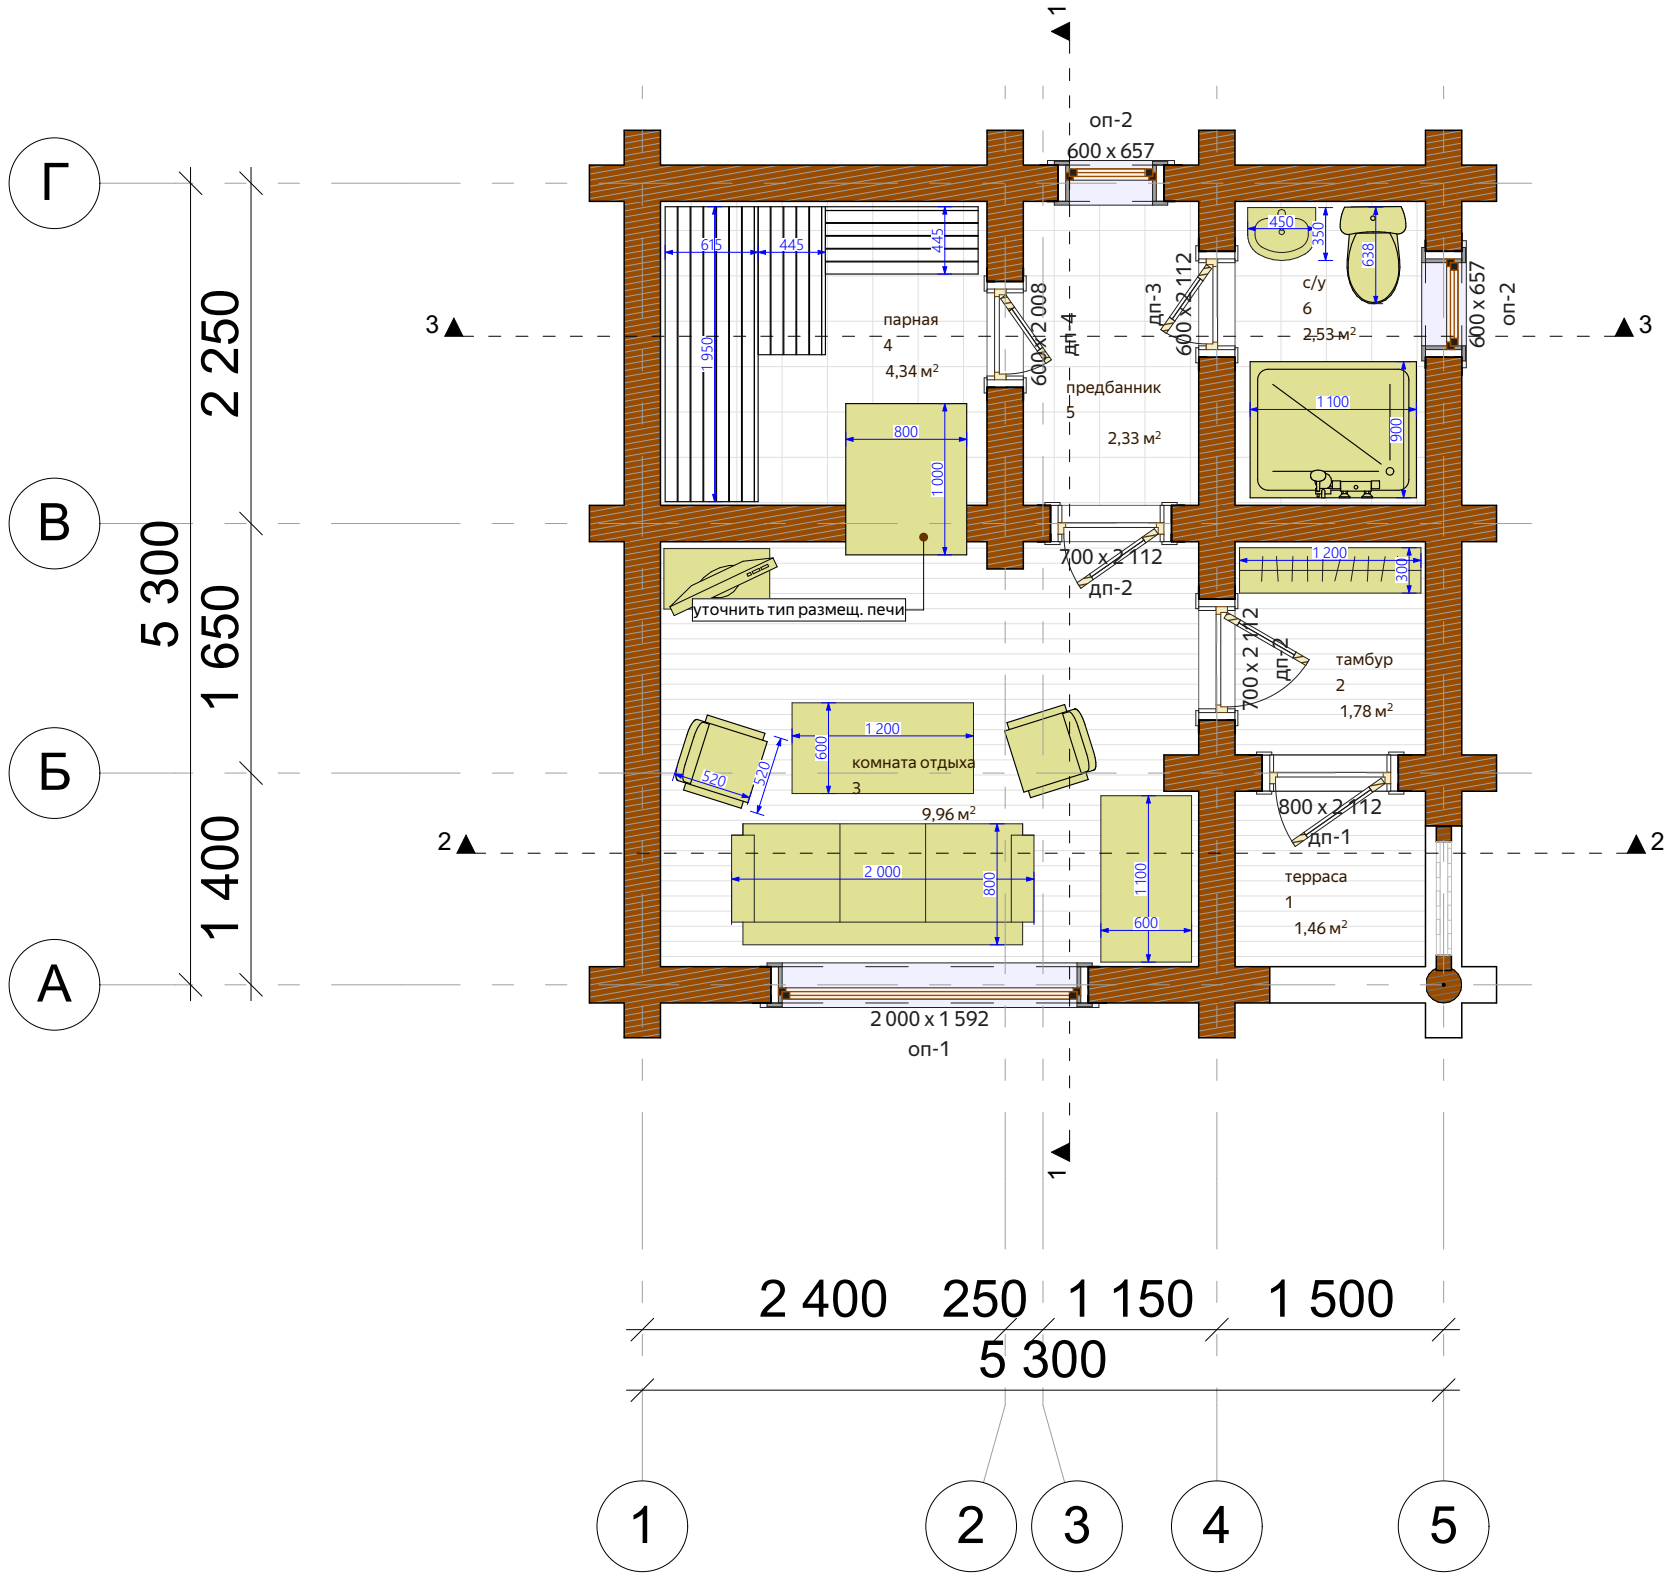 1
оп-2
600 x 657
Г
615
445
445
450
350
638
1 950
600 x 2 008
дп-4
дп-3
600 x 2 112
с/у
6
2,53 м²
600 x 657
оп-2
2 250
3
парная
4
4,34 м²
3
предбанник
5
2,33 м²
800
1 000
1 100
900
В
5 300
700 x 2 112
дп-2
1 200
300
уточнить тип размещ. печи
1 650
700 x 2 112
дп-2
тамбур
2
1,78 м²
520
520
1 200
600
комната отдыха
3
9,96 м²
Б
800 x 2 112
дп-1
1 400
2
2
2 000
800
1 100
600
терраса
1
1,46 м²
А
2 000 x 1 592
оп-1
1
2 400 250 1 150 1 500
5 300
1 2 3 4 5